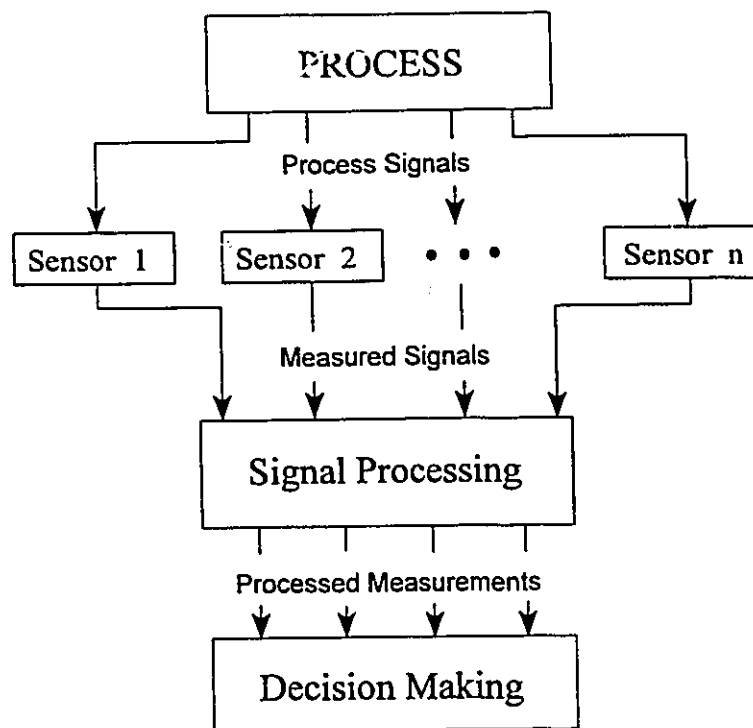 PROCESS
Process Signals
Sensor 1
Sensor 2
• • •
Sensor n
Measured Signals
Signal Processing
Processed Measurements
Decision Making